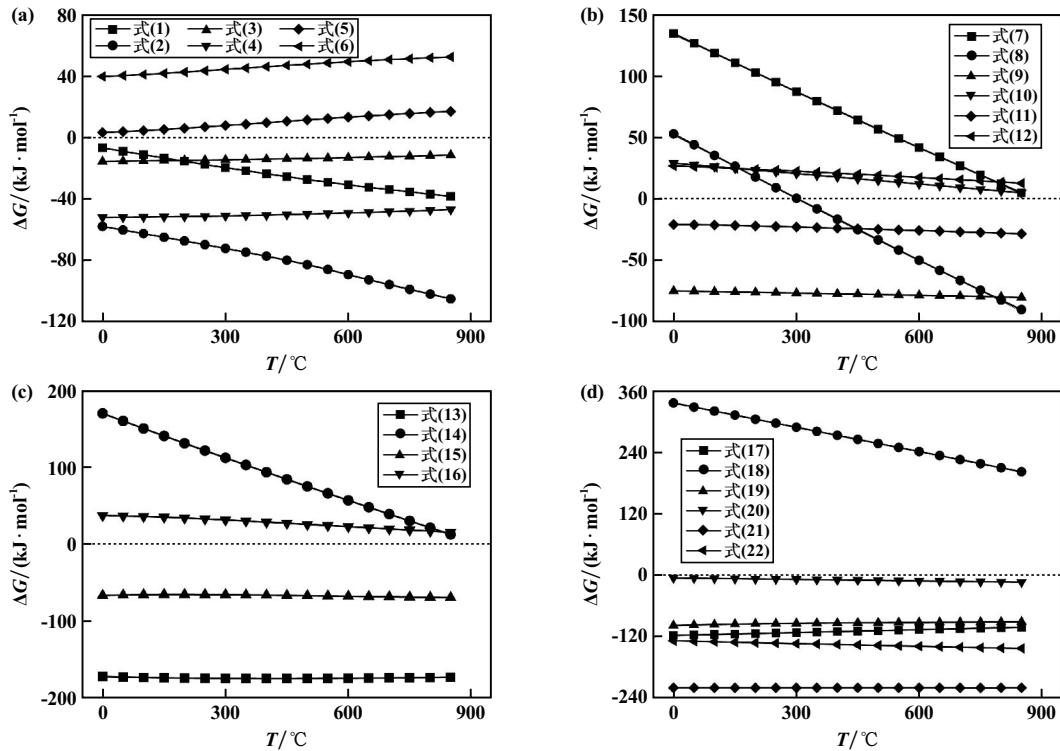 (a)
式(1) 式(3) 式(5)
式(2) 式(4) 式(6)
80
40
0
-40
-80
-120
ΔG/(kJ·mol⁻¹)
0 300 600 900
T/℃
(b)
式(7)
式(8)
式(9)
式(10)
式(11)
式(12)
150
100
50
0
-50
-100
ΔG/(kJ·mol⁻¹)
0 300 600 900
T/℃
(c)
式(13)
式(14)
式(15)
式(16)
200
100
0
-100
-200
ΔG/(kJ·mol⁻¹)
0 300 600 900
T/℃
(d)
式(17)
式(18)
式(19)
式(20)
式(21)
式(22)
360
240
120
0
-120
-240
ΔG/(kJ·mol⁻¹)
0 300 600 900
T/℃